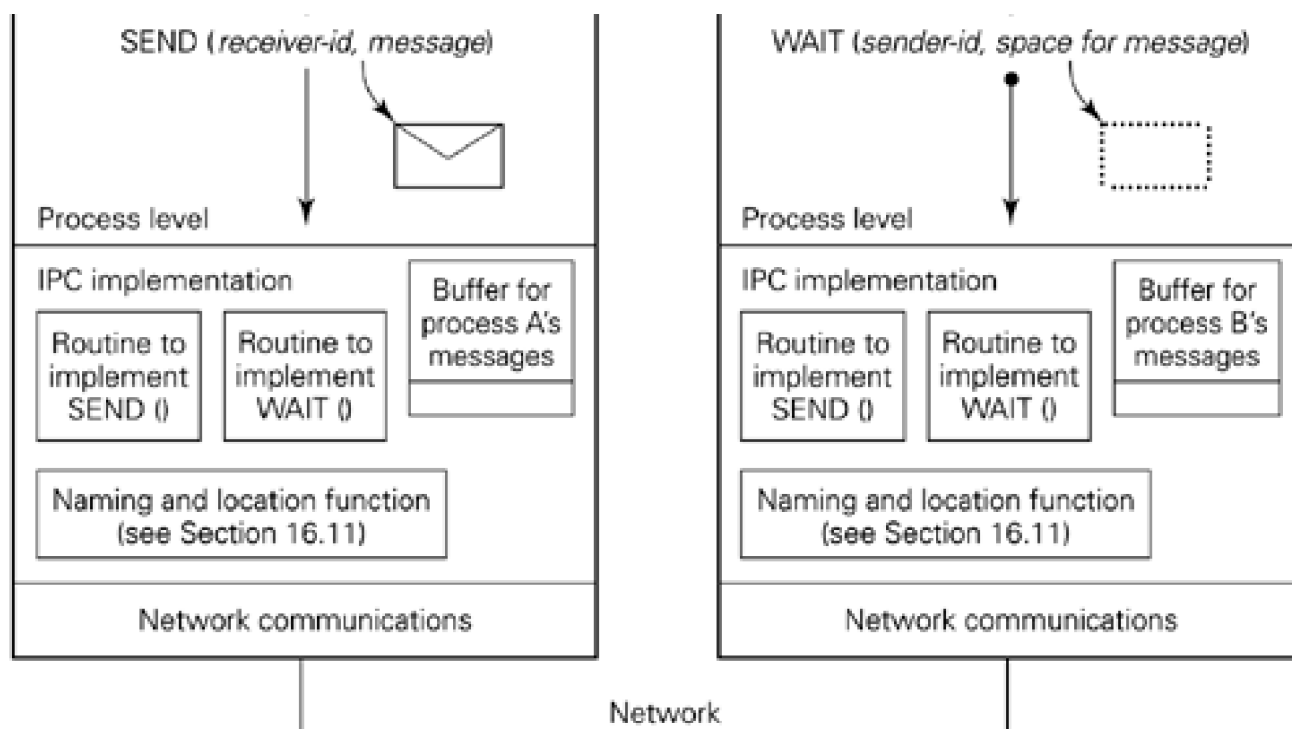 SEND (receiver-id, message)
Process level
IPC implementation
Routine to
implement
SEND ()
Routine to
implement
WAIT ()
Buffer for
process A's
messages
Naming and location function
(see Section 16.11)
Network communications
WAIT (sender-id, space for message)
Process level
IPC implementation
Routine to
implement
SEND ()
Routine to
implement
WAIT ()
Buffer for
process B's
messages
Naming and location function
(see Section 16.11)
Network communications
Network